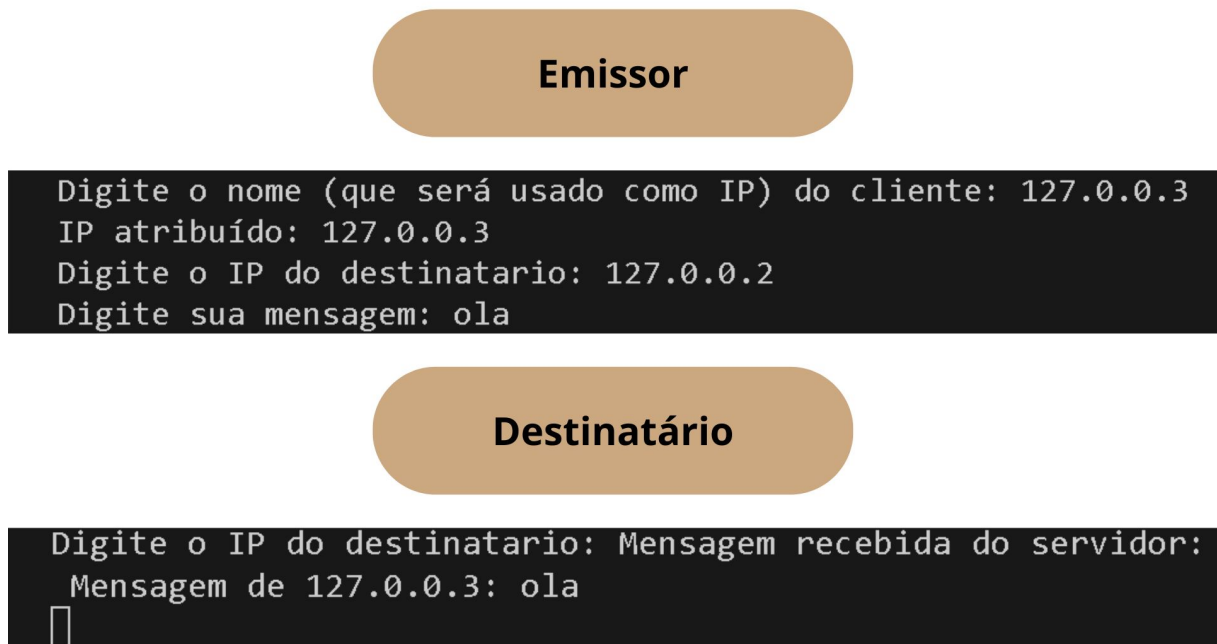 Emissor
Digite o nome (que será usado como IP) do cliente: 127.0.0.3
IP atribuído: 127.0.0.3
Digite o IP do destinatario: 127.0.0.2
Digite sua mensagem: ola
Destinatário
Digite o IP do destinatario: Mensagem recebida do servidor:
Mensagem de 127.0.0.3: ola